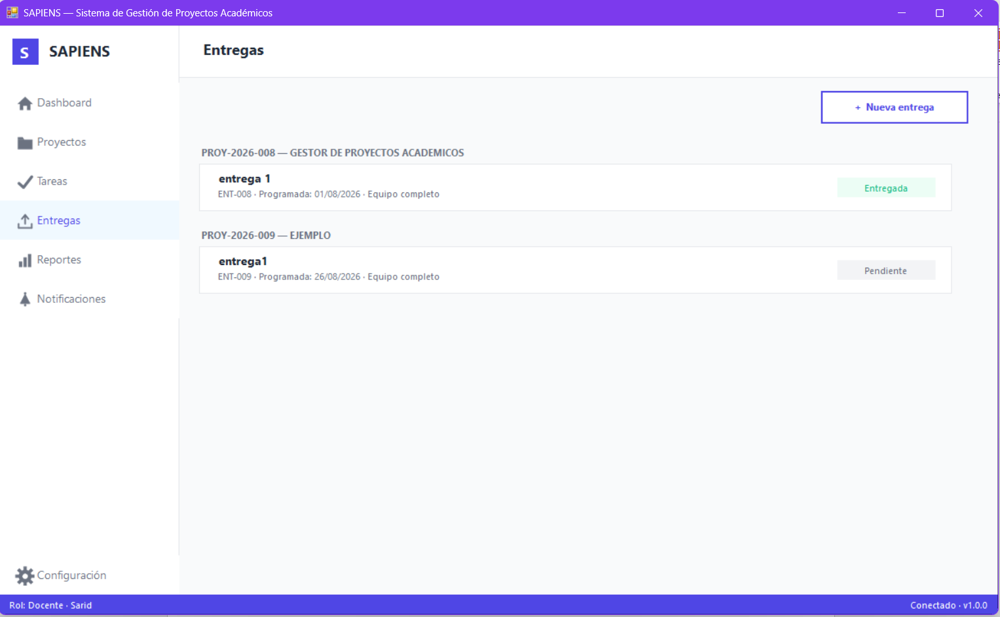 SAPIENS — Sistema de Gestión de Proyectos Académicos
S SAPIENS
Entregas
Dashboard
Proyectos
Tareas
Entregas
Reportes
Notificaciones
Configuración
+ Nueva entrega
PROY-2026-008 — GESTOR DE PROYECTOS ACADEMICOS
entrega 1
ENT-008 · Programada: 01/08/2026 · Equipo completo
Entregada
PROY-2026-009 — EJEMPLO
entrega1
ENT-009 · Programada: 26/08/2026 · Equipo completo
Pendiente
Rol: Docente · Sarid
Conectado · v1.0.0